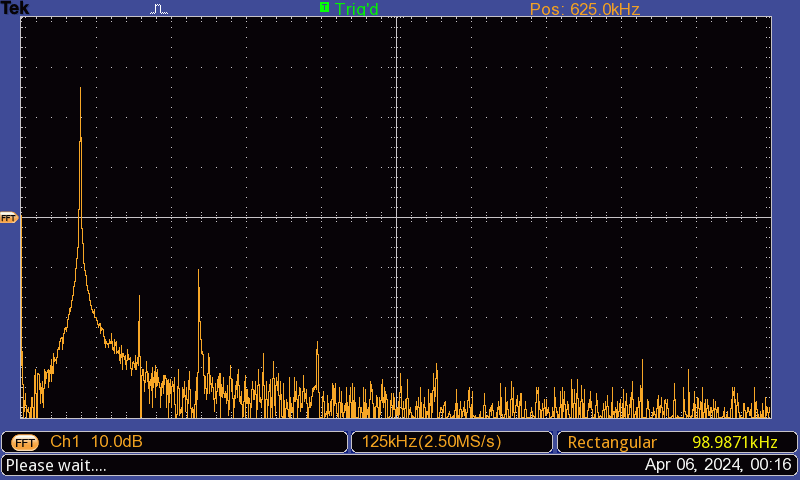 Tek T Trig'd Pos: 625.0kHz
FFT
FFT Ch1 10.0dB 125kHz(2.50MS/s) Rectangular 98.9871kHz
Please wait.... Apr 06, 2024, 00:16